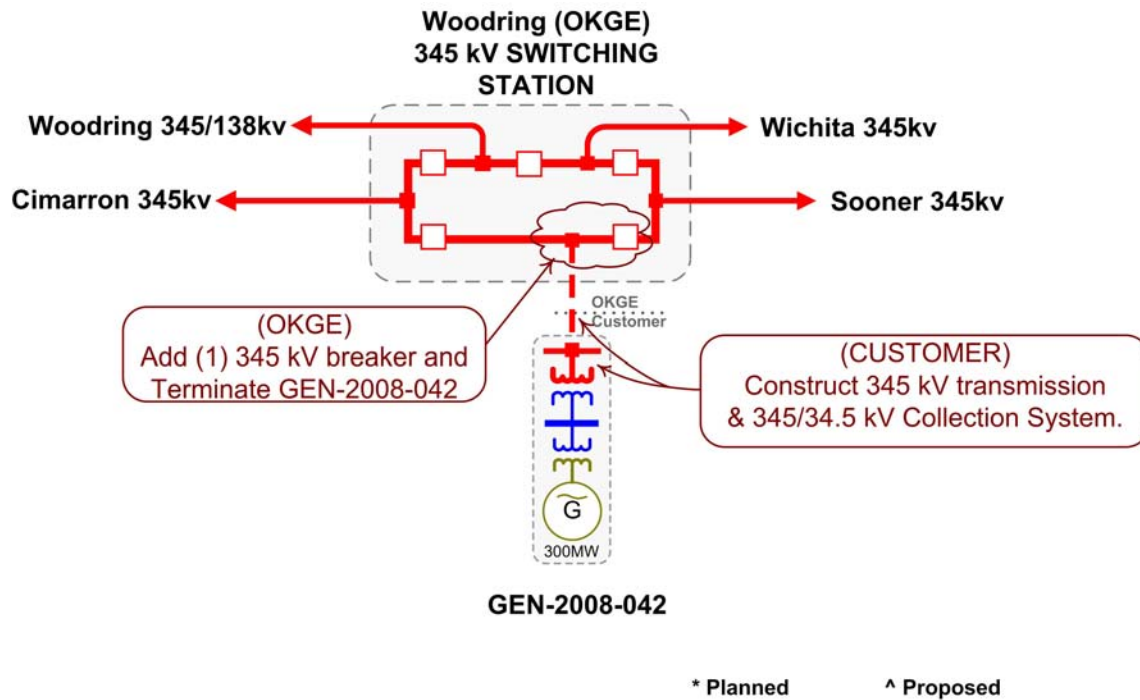 Woodring (OKGE)
345 kV SWITCHING
STATION
Woodring 345/138kv
Wichita 345kv
Cimarron 345kv
Sooner 345kv
OKGE
Customer
(OKGE)
Add (1) 345 kV breaker and
Terminate GEN-2008-042
(CUSTOMER)
Construct 345 kV transmission
& 345/34.5 kV Collection System.
G
300MW
GEN-2008-042
* Planned
^ Proposed